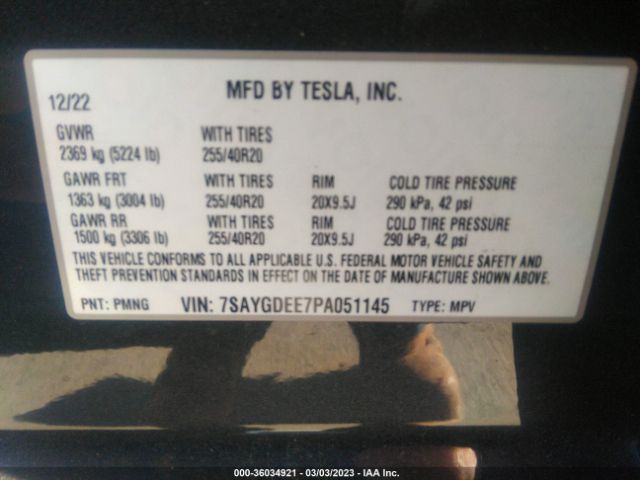 MFD BY TESLA, INC.
12/22
GVWR WITH TIRES
2369 kg (5224 lb) 255/40R20
GAWR FRT WITH TIRES RIM COLD TIRE PRESSURE
1363 kg (3004 lb) 255/40R20 20X9.5J 290 kPa, 42 psi
GAWR RR WITH TIRES RIM COLD TIRE PRESSURE
1500 kg (3306 lb) 255/40R20 20X9.5J 290 kPa, 42 psi
THIS VEHICLE CONFORMS TO ALL APPLICABLE U.S. FEDERAL MOTOR VEHICLE SAFETY AND
THEFT PREVENTION STANDARDS IN EFFECT ON THE DATE OF MANUFACTURE SHOWN ABOVE.
PNT: PMNG VIN: 7SAYGDEE7PA051145 TYPE: MPV
000-36034921 - 03/03/2023 - IAA Inc.